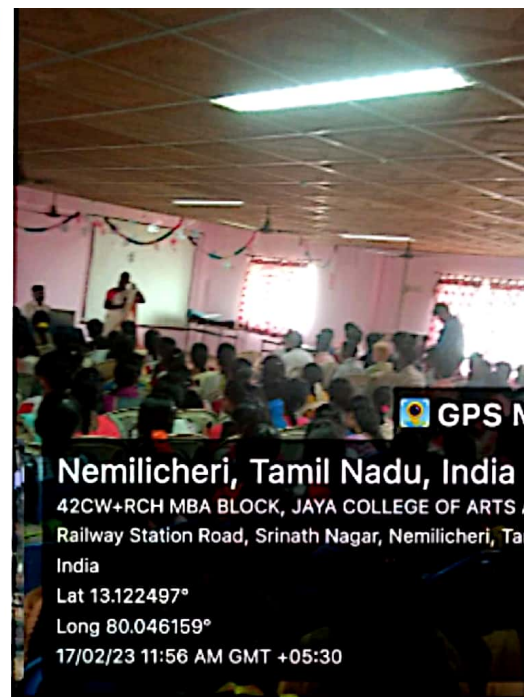 GPS
Nemilicheri, Tamil Nadu, India
42CW+RCH MBA BLOCK, JAYA COLLEGE OF ARTS
Railway Station Road, Srinath Nagar, Nemilicheri,
India
Lat 13.122497°
Long 80.046159°
17/02/23 11:56 AM GMT +05:30